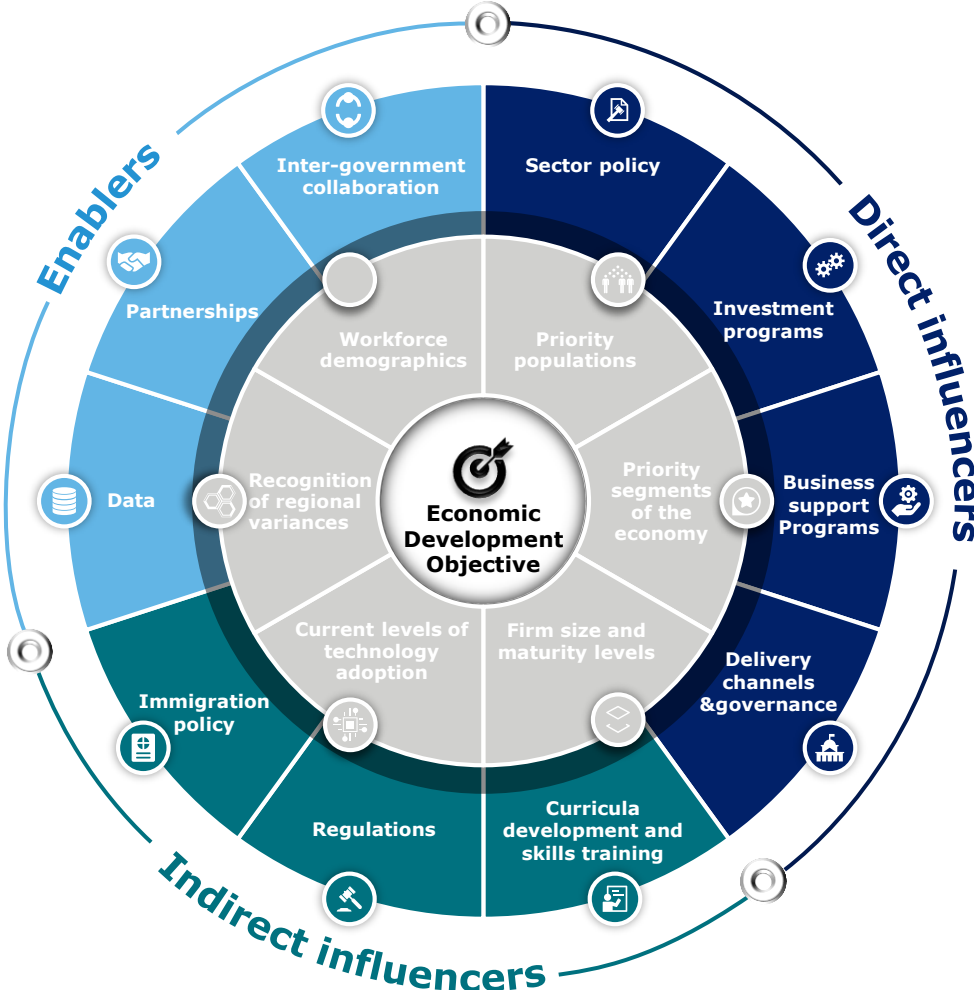 Enablers
Direct influencers
Indirect influencers
Inter-government
collaboration
Sector policy
Partnerships
Investment
programs
Data
Business
support
Programs
Immigration
policy
Delivery
channels
&governance
Regulations
Curricula
development and
skills training
Workforce
demographics
Priority
populations
Recognition
of regional
variances
Priority
segments
of the
economy
Current levels of
technology
adoption
Firm size and
maturity levels
Economic
Development
Objective